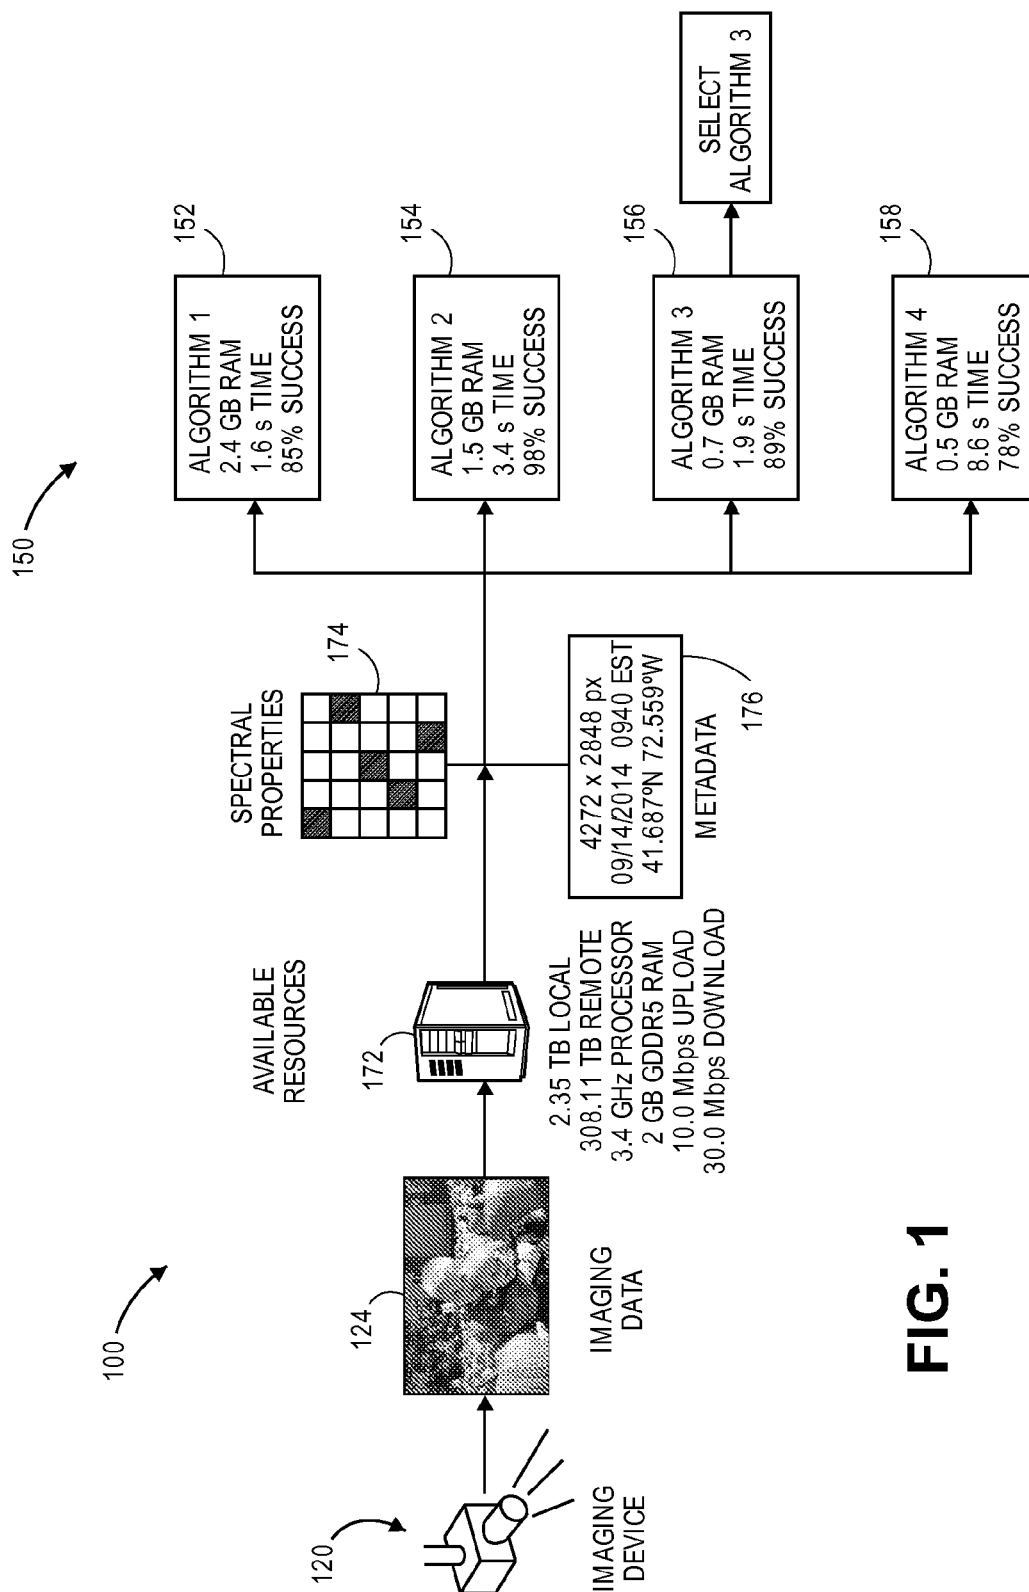 100
150
120
IMAGING
DEVICE
124
IMAGING
DATA
AVAILABLE
RESOURCES
172
2.35 TB LOCAL
308.11 TB REMOTE
3.4 GHz PROCESSOR
2 GB GDDR5 RAM
10.0 Mbps UPLOAD
30.0 Mbps DOWNLOAD
SPECTRAL
PROPERTIES
174
4272 x 2848 px
09/14/2014 0940 EST
41.687ºN 72.559ºW
METADATA
176
152
ALGORITHM 1
2.4 GB RAM
1.6 s TIME
85% SUCCESS
154
ALGORITHM 2
1.5 GB RAM
3.4 s TIME
98% SUCCESS
156
ALGORITHM 3
0.7 GB RAM
1.9 s TIME
89% SUCCESS
158
ALGORITHM 4
0.5 GB RAM
8.6 s TIME
78% SUCCESS
SELECT
ALGORITHM 3
FIG. 1